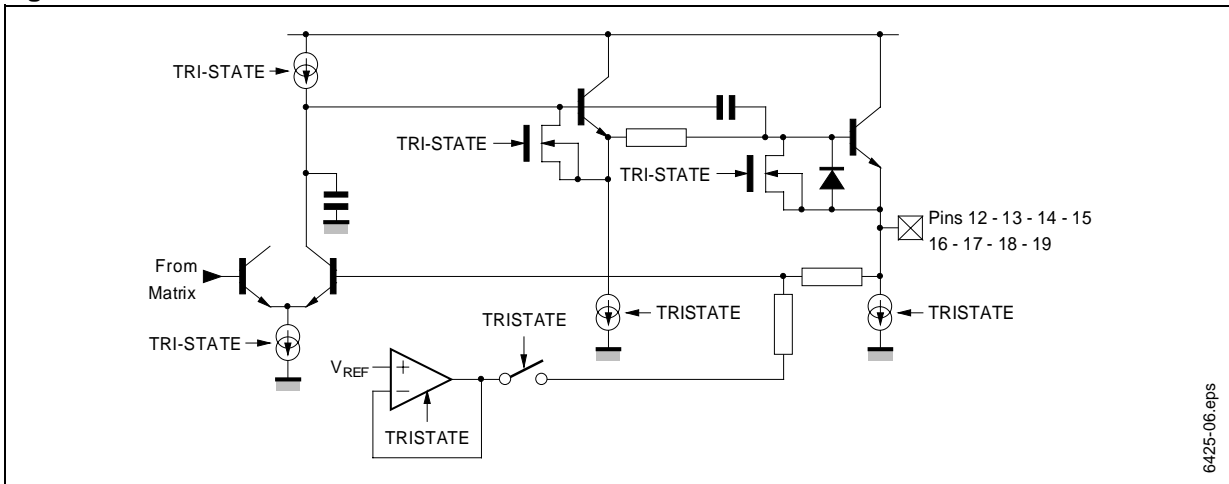 TRI-STATE
TRI-STATE
TRI-STATE
Pins 12 - 13 - 14 - 15
16 - 17 - 18 - 19
From
Matrix
TRI-STATE
TRISTATE
TRISTATE
TRISTATE
VREF
+
−
TRISTATE
6425-06.eps